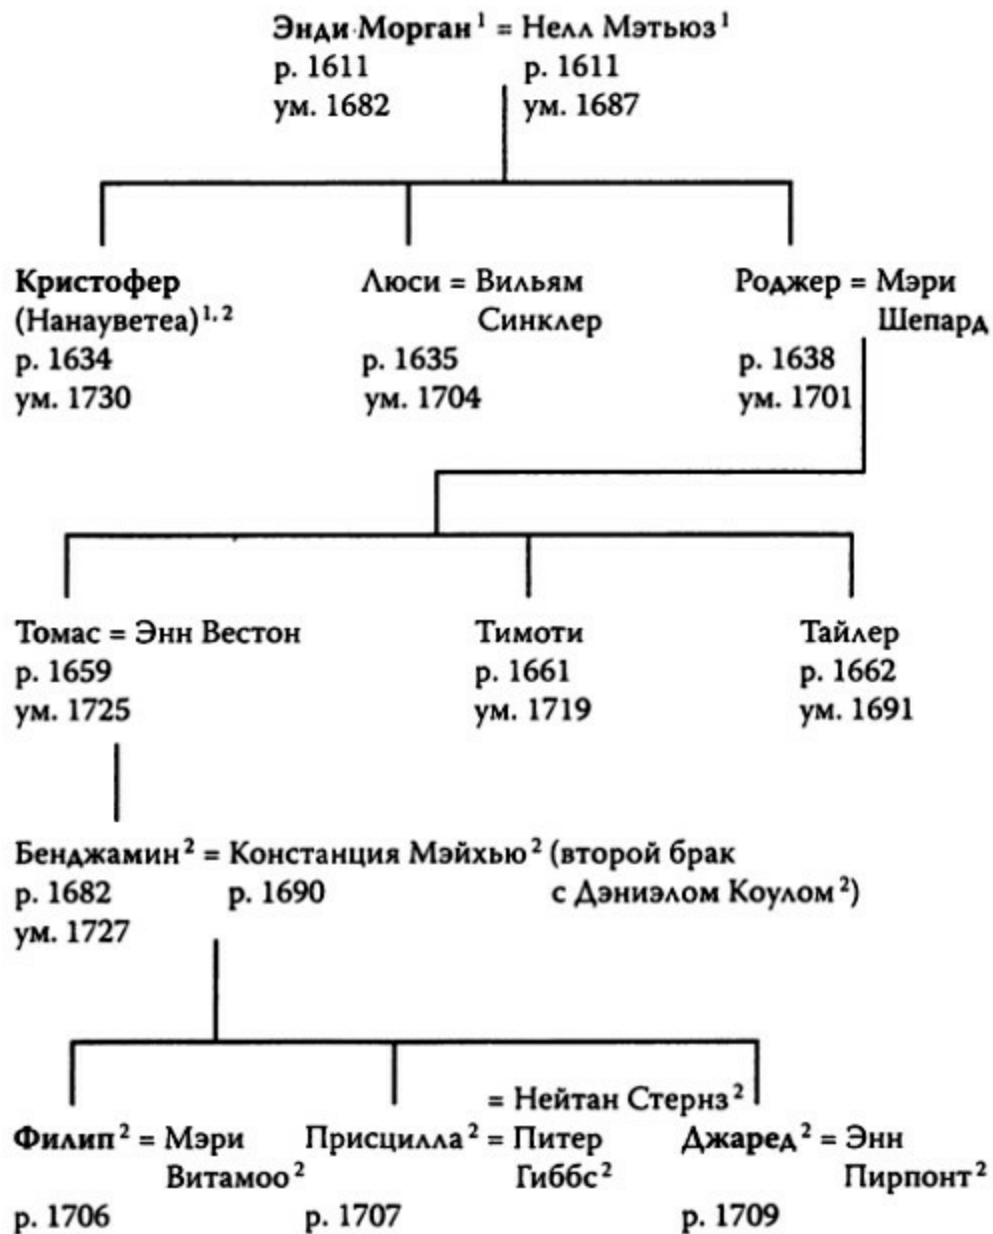 Энди Морган¹ = Нелл Мэтьюз¹
р. 1611 р. 1611
ум. 1682 ум. 1687
Кристофер Люси = Вильям Роджер = Мэри
(Нанауветеа)¹,² Синклер Шепард
р. 1634 р. 1635 р. 1638
ум. 1730 ум. 1704 ум. 1701
Томас = Энн Вестон Тимоти Тайлер
р. 1659 р. 1661 р. 1662
ум. 1725 ум. 1719 ум. 1691
Бенджамин² = Констанция Мэйхью² (второй брак
р. 1682 р. 1690 с Дэниэлом Коулом²)
ум. 1727
= Нейтан Стернз²
Филип² = Мэри Присцилла² = Питер Джаред² = Энн
Витамоо² Гиббс² Пирпонт²
р. 1706 р. 1707 р. 1709